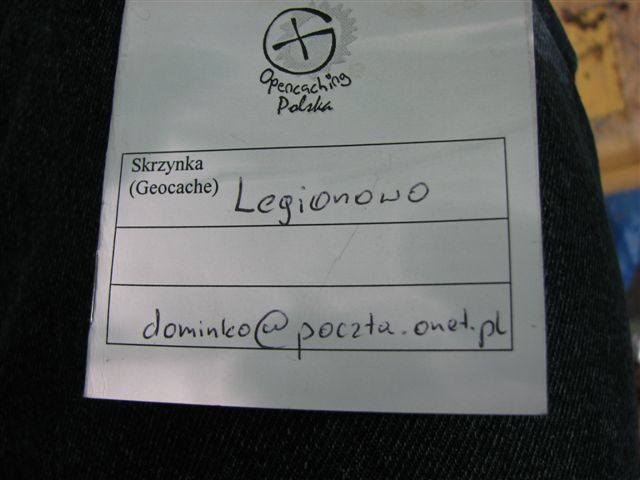 Opencaching
Polska
Skrzynka
(Geocache) Legionowo
dominko@poczta.onet.pl